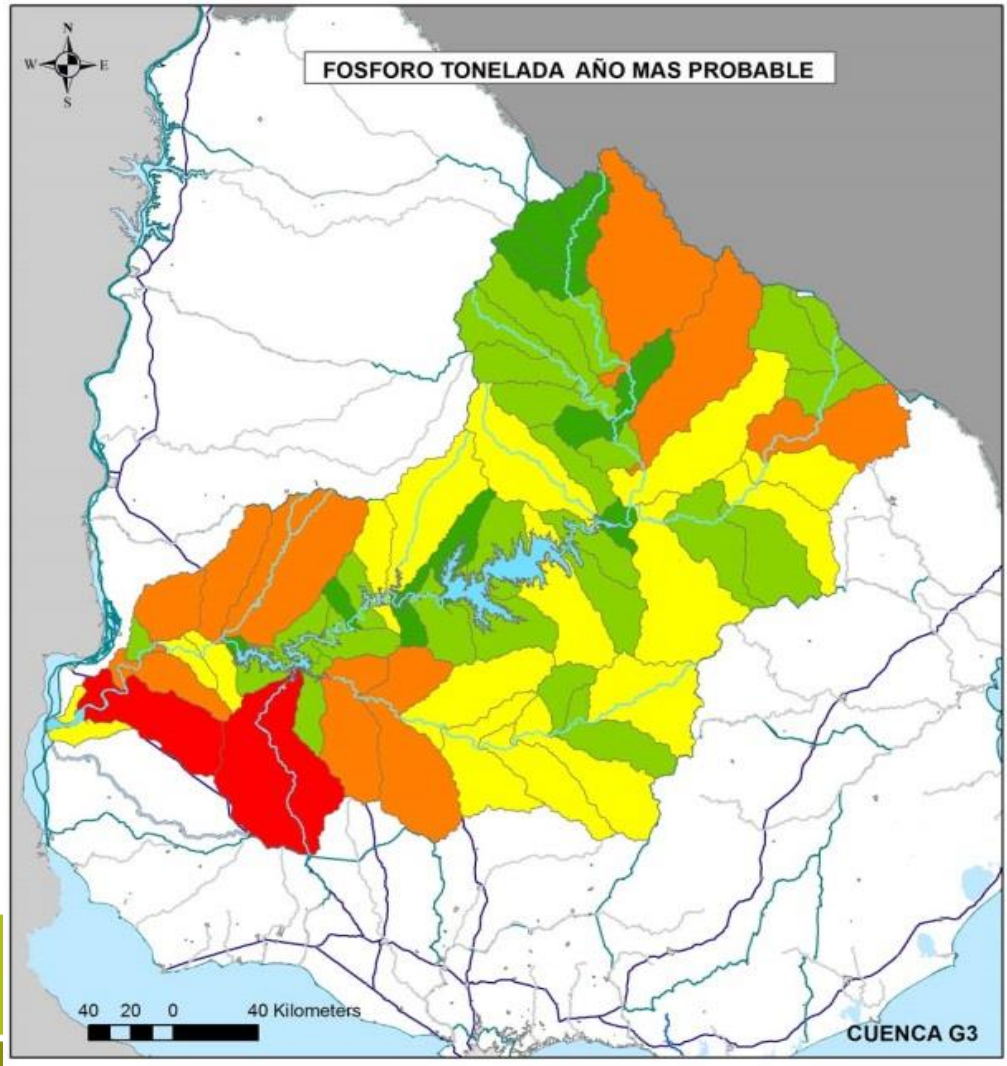 N
W E
S
FOSFORO TONELADA AÑO MAS PROBABLE
40 20 0 40 Kilometers
CUENCA G3